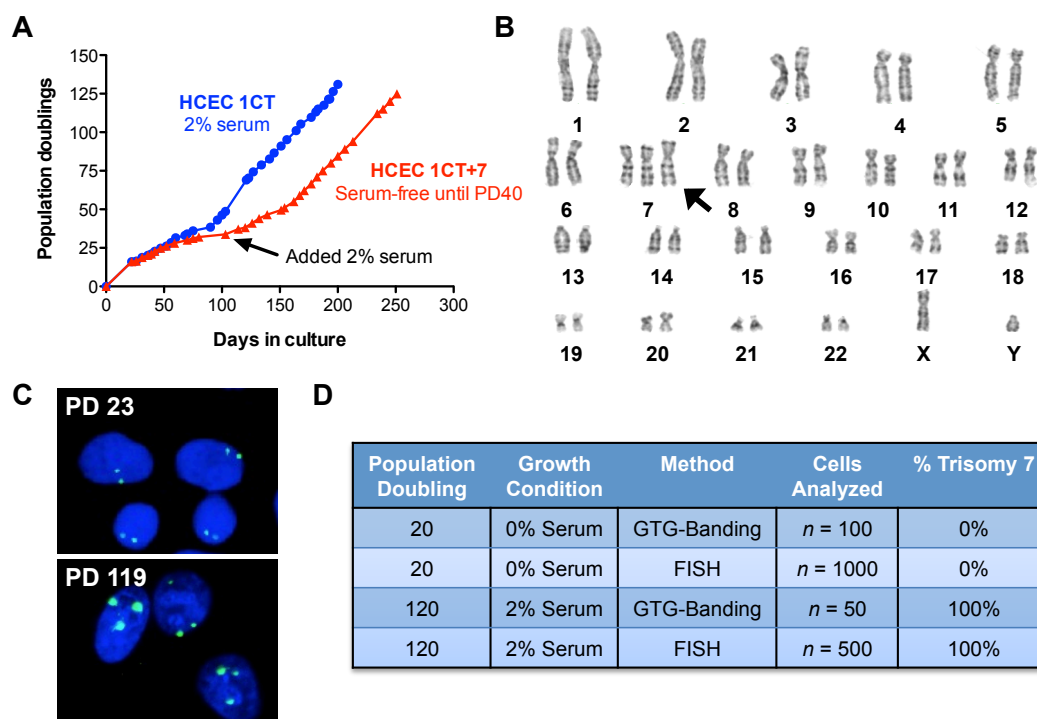 A
Population doublings
150
125
100
75
50
25
0
0 50 100 150 200 250 300
Days in culture
HCEC 1CT
2% serum
HCEC 1CT+7
Serum-free until PD40
Added 2% serum
B
1 2 3 4 5
6 7 8 9 10 11 12
13 14 15 16 17 18
19 20 21 22 X Y
C
PD 23
PD 119
D
Population Doubling Growth Condition Method Cells Analyzed % Trisomy 7
20 0% Serum GTG-Banding n = 100 0%
20 0% Serum FISH n = 1000 0%
120 2% Serum GTG-Banding n = 50 100%
120 2% Serum FISH n = 500 100%